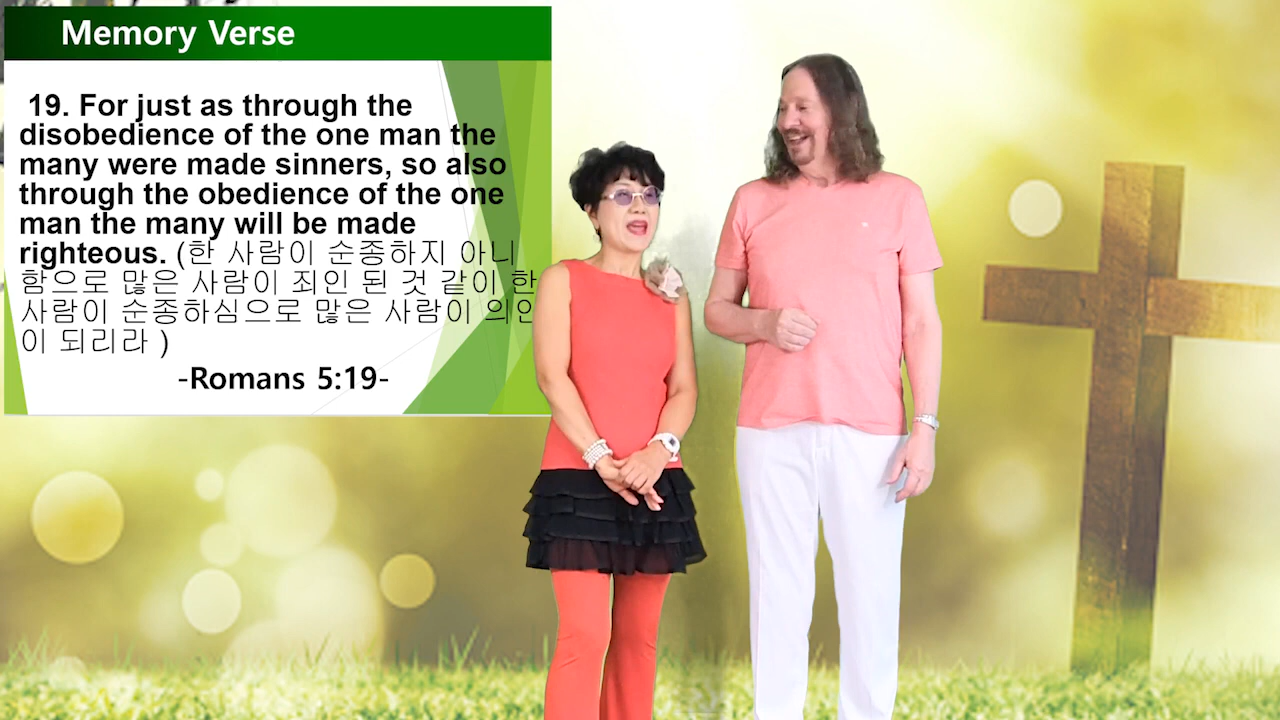 Memory Verse
19. For just as through the
disobedience of the one man the
many were made sinners, so also
through the obedience of the one
man the many will be made
righteous. (한 사람이 순종하지 아니
함으로 많은 사람이 죄인 된 것 같이 한
사람이 순종하심으로 많은 사람이 의인
이 되리라 )
-Romans 5:19-